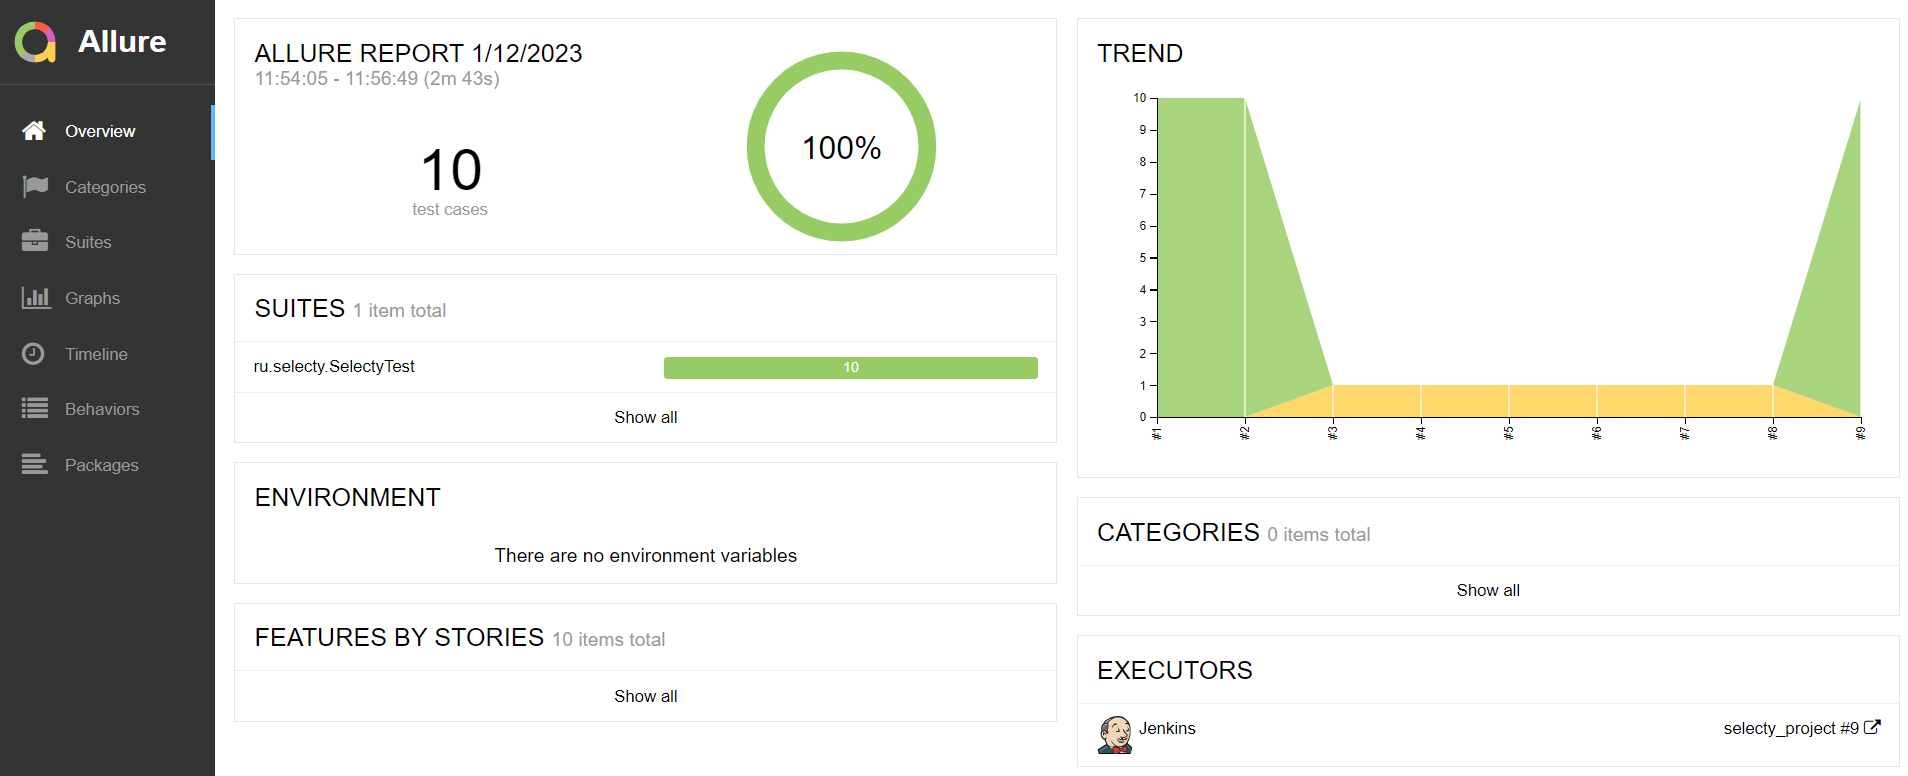 Allure
Overview
Categories
Suites
Graphs
Timeline
Behaviors
Packages
ALLURE REPORT 1/12/2023
11:54:05 - 11:56:49 (2m 43s)
10
test cases
100%
SUITES 1 item total
ru.selecty.SelectyTest 10
Show all
ENVIRONMENT
There are no environment variables
FEATURES BY STORIES 10 items total
Show all
TREND
10
9
8
7
6
5
4
3
2
1
0
#1 #2 #3 #4 #5 #6 #7 #8 #9
CATEGORIES 0 items total
Show all
EXECUTORS
Jenkins selecty_project #9